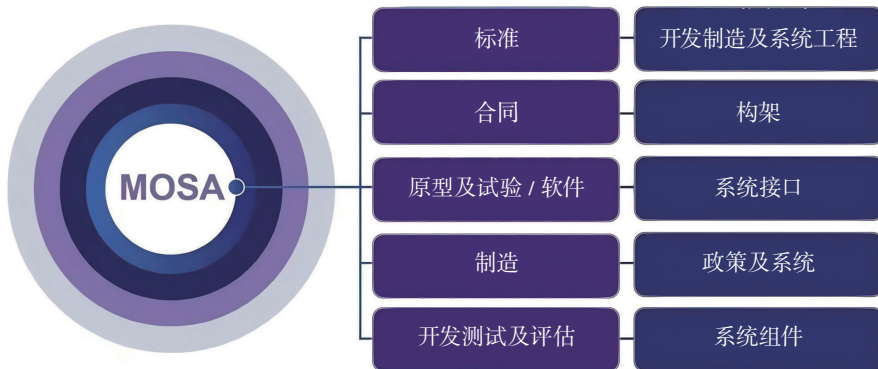 MOSA
标准
开发制造及系统工程
合同
构架
原型及试验 / 软件
系统接口
制造
政策及系统
开发测试及评估
系统组件